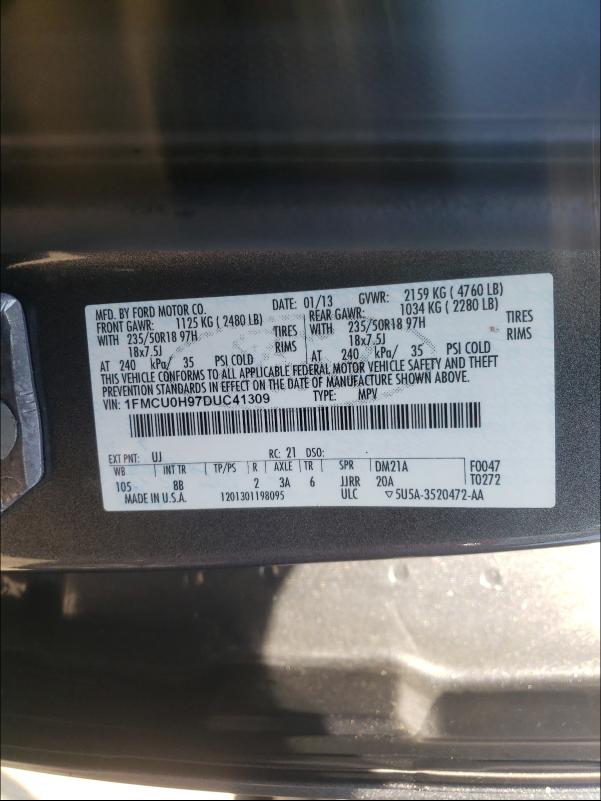 MFD. BY FORD MOTOR CO. DATE: 01/13 GVWR: 2159 KG ( 4760 LB)
FRONT GAWR: 1125 KG ( 2480 LB) REAR GAWR: 1034 KG ( 2280 LB)
WITH 235/50R18 97H TIRES WITH 235/50R18 97H TIRES
18x7.5J RIMS 18x7.5J RIMS
AT 240 kPa/ 35 PSI COLD AT 240 kPa/ 35 PSI COLD
THIS VEHICLE CONFORMS TO ALL APPLICABLE FEDERAL MOTOR VEHICLE SAFETY AND THEFT
PREVENTION STANDARDS IN EFFECT ON THE DATE OF MANUFACTURE SHOWN ABOVE.
VIN: 1FMCU0H97DUC41309 TYPE: MPV
EXT PNT: UJ RC: 21 DSO:
WB INT TR TP/PS R AXLE TR SPR DM21A F0047
105 8B 2 3A 6 JJRR 20A T0272
MADE IN U.S.A. 1201301198095 ULC ▽5U5A-3520472-AA